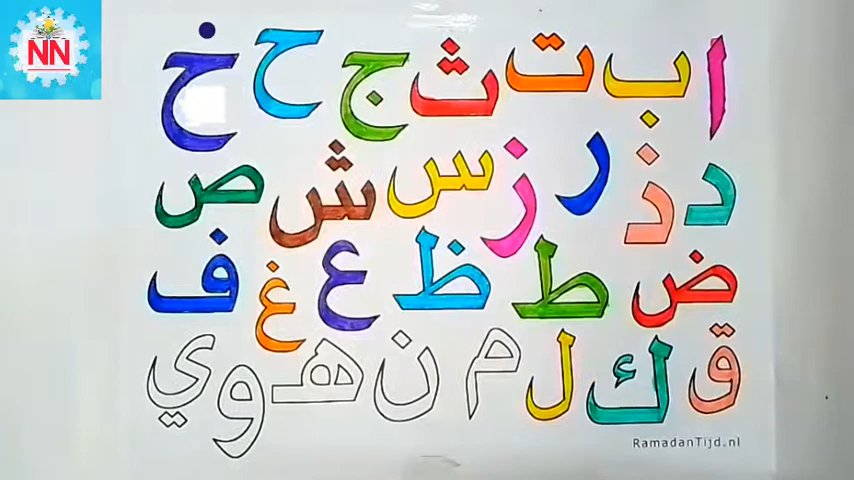 NN
ا ب ت ث ج ح خ
د ذ ر ز س ش ص
ض ط ظ ع غ ف
ق ك ل م ن ه و ي
RamadanTijd.nl